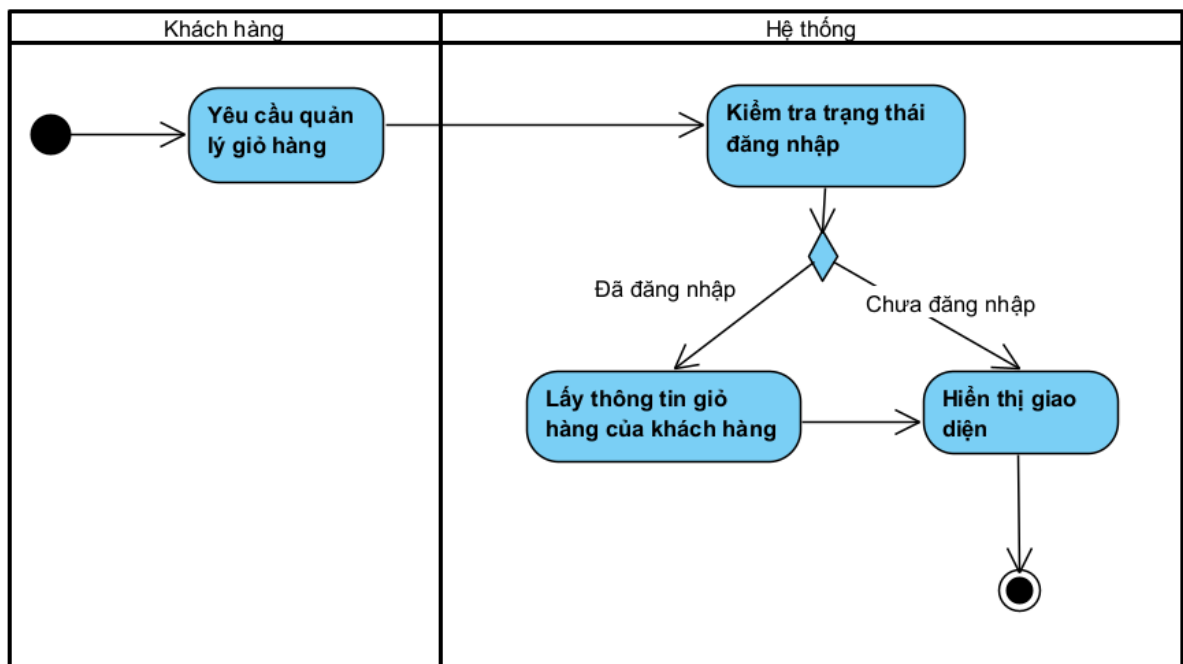 Khách hàng
Hệ thống
Yêu cầu quản
lý giỏ hàng
Kiểm tra trạng thái
đăng nhập
Đã đăng nhập
Chưa đăng nhập
Lấy thông tin giỏ
hàng của khách hàng
Hiển thị giao
diện